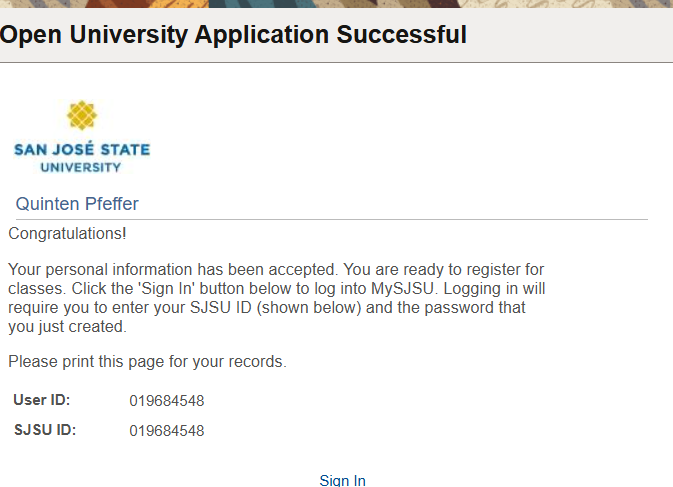 Open University Application Successful
SAN JOSÉ STATE
UNIVERSITY
Quinten Pfeffer
Congratulations!
Your personal information has been accepted. You are ready to register for
classes. Click the 'Sign In' button below to log into MySJSU. Logging in will
require you to enter your SJSU ID (shown below) and the password that
you just created.
Please print this page for your records.
User ID: 019684548
SJSU ID: 019684548
Sign In